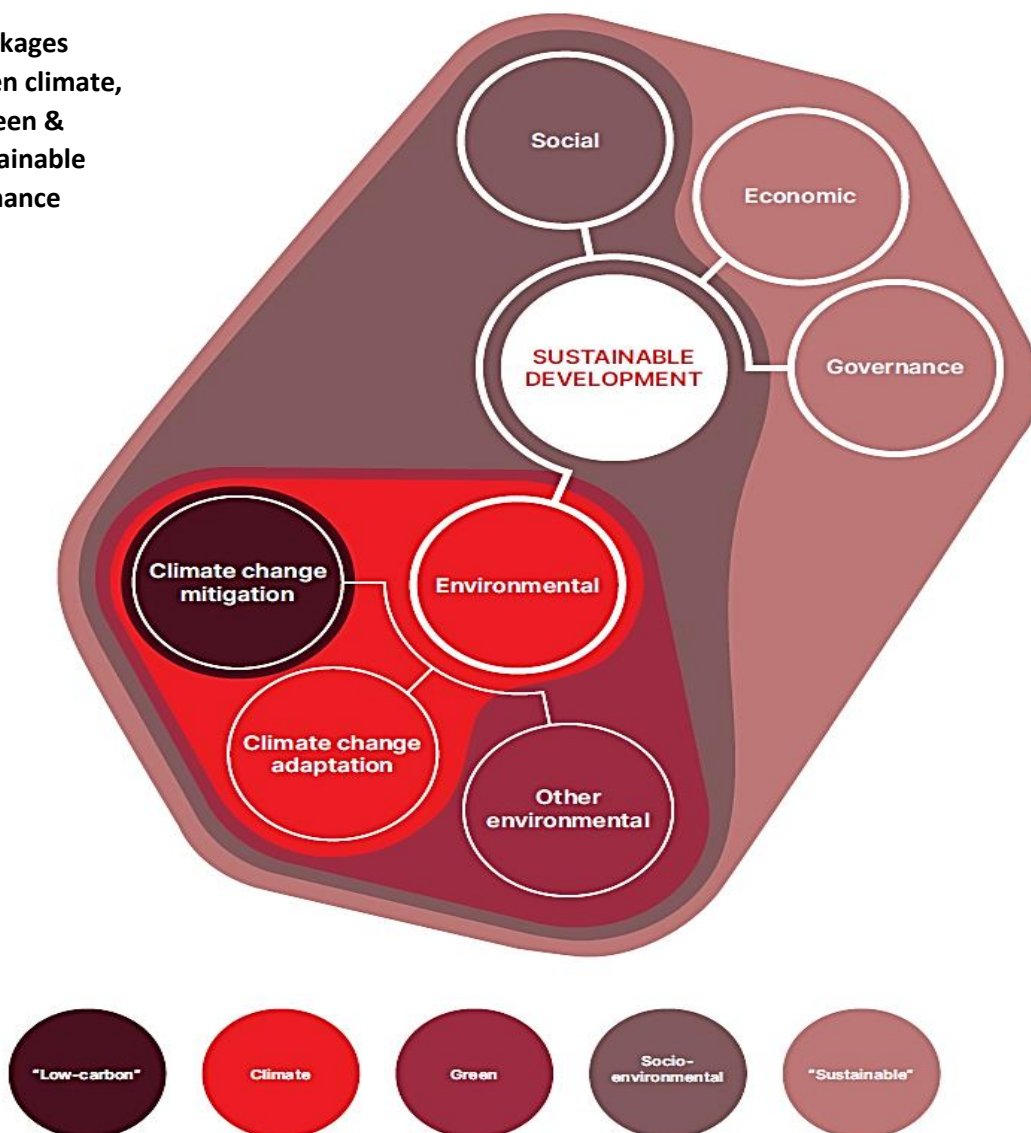 kages
en climate,
een &
ainable
nance
Social
Economic
SUSTAINABLE
DEVELOPMENT
Governance
Climate change
mitigation
Environmental
Climate change
adaptation
Other
environmental
"Low-carbon"
Climate
Green
Socio-
environmental
"Sustainable"